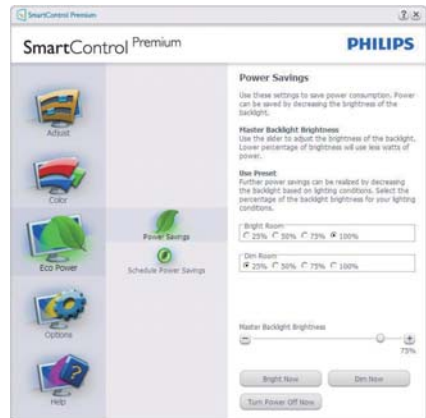 SmartControl Premium
SmartControl Premium
PHILIPS
Adjust
Color
Eco Power
Options
Help
Power Savings
Schedule Power Savings
Power Savings
Use these settings to save power consumption. Power
can be saved by decreasing the brightness of the
backlight.
Master Backlight Brightness
Use the slider to adjust the brightness of the backlight.
Lower percentage of brightness will use less watts of
power.
Use Preset
Further power savings can be realized by decreasing
the backlight based on lighting conditions. Select the
percentage of the backlight brightness for your lighting
conditions.
Bright Room
25% 50% 75% 100%
Dim Room
25% 50% 75% 100%
Master Backlight Brightness
75%
Bright Now Dim Now
Turn Power Off Now